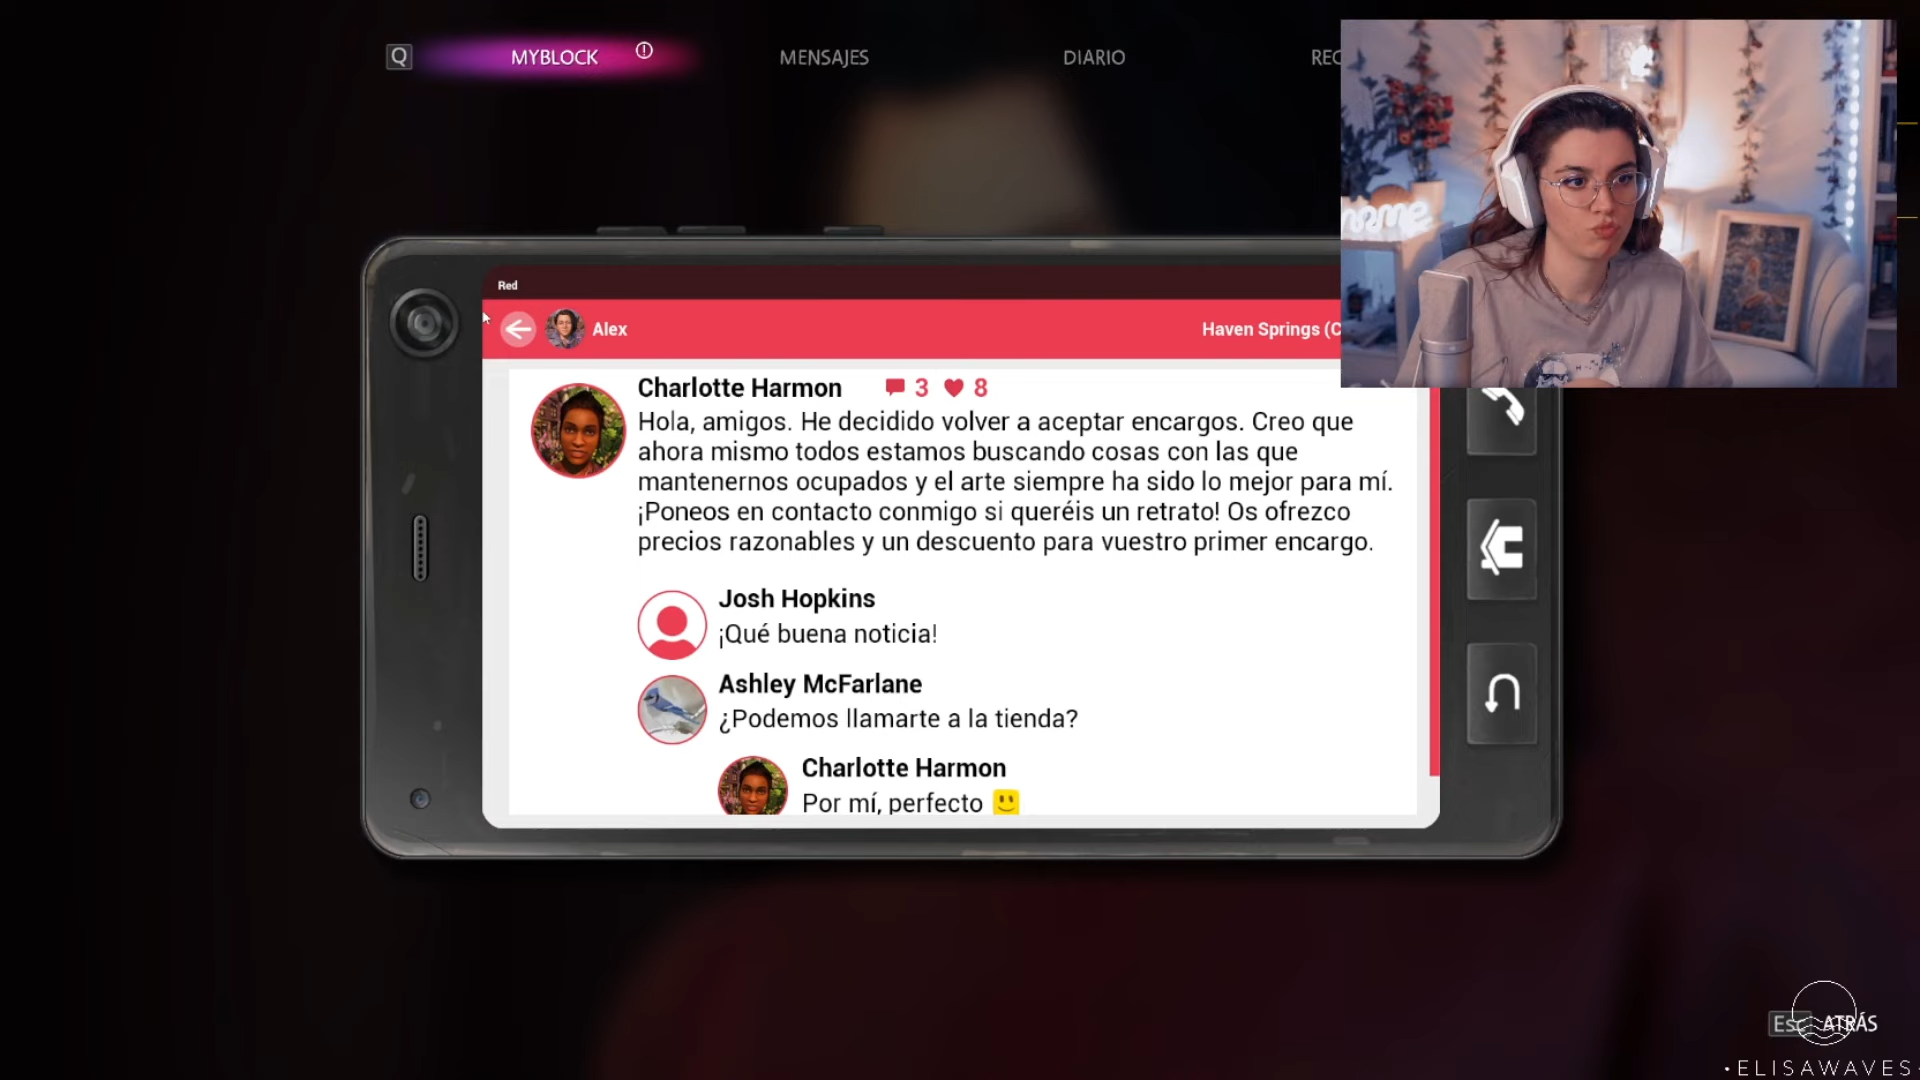 Q MYBLOCK MENSAJES DIARIO REC
home
Red
Alex Haven Springs (C
Charlotte Harmon 3 8
Hola, amigos. He decidido volver a aceptar encargos. Creo que
ahora mismo todos estamos buscando cosas con las que
mantenernos ocupados y el arte siempre ha sido lo mejor para mí.
¡Poneos en contacto conmigo si queréis un retrato! Os ofrezco
precios razonables y un descuento para vuestro primer encargo.
Josh Hopkins
¡Qué buena noticia!
Ashley McFarlane
¿Podemos llamarte a la tienda?
Charlotte Harmon
Por mí, perfecto
Esc ATRÁS
·ELISAWAVES·